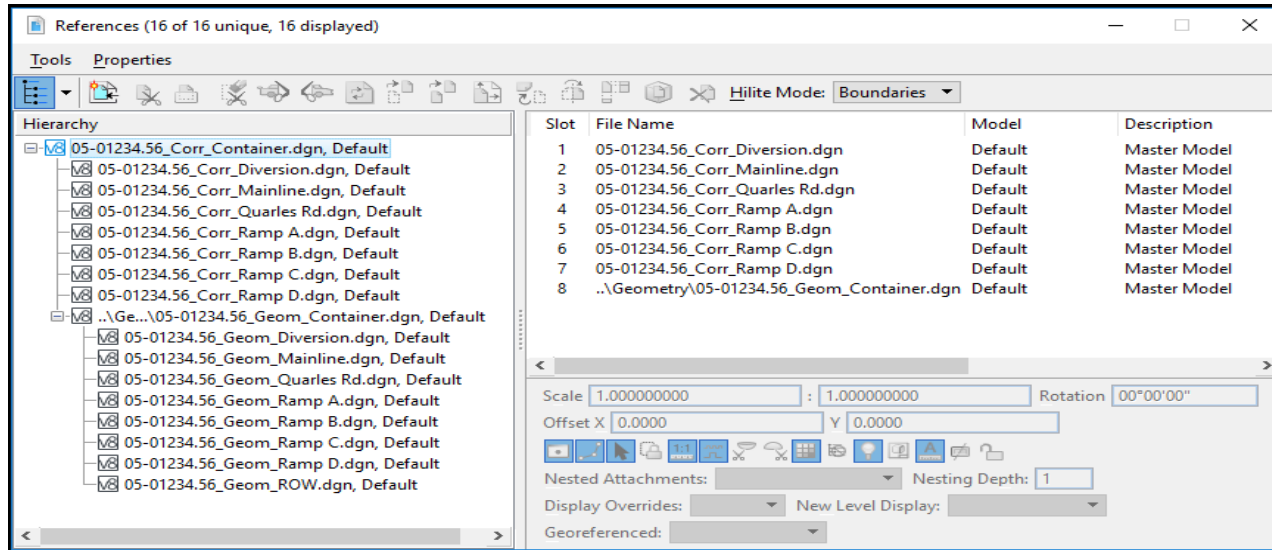 References (16 of 16 unique, 16 displayed)
Tools Properties
Hilite Mode: Boundaries
Hierarchy
05-01234.56_Corr_Container.dgn, Default
05-01234.56_Corr_Diversion.dgn, Default
05-01234.56_Corr_Mainline.dgn, Default
05-01234.56_Corr_Quarles Rd.dgn, Default
05-01234.56_Corr_Ramp A.dgn, Default
05-01234.56_Corr_Ramp B.dgn, Default
05-01234.56_Corr_Ramp C.dgn, Default
05-01234.56_Corr_Ramp D.dgn, Default
..\Ge...\05-01234.56_Geom_Container.dgn, Default
05-01234.56_Geom_Diversion.dgn, Default
05-01234.56_Geom_Mainline.dgn, Default
05-01234.56_Geom_Quarles Rd.dgn, Default
05-01234.56_Geom_Ramp A.dgn, Default
05-01234.56_Geom_Ramp B.dgn, Default
05-01234.56_Geom_Ramp C.dgn, Default
05-01234.56_Geom_Ramp D.dgn, Default
05-01234.56_Geom_ROW.dgn, Default
Slot File Name Model Description
1 05-01234.56_Corr_Diversion.dgn Default Master Model
2 05-01234.56_Corr_Mainline.dgn Default Master Model
3 05-01234.56_Corr_Quarles Rd.dgn Default Master Model
4 05-01234.56_Corr_Ramp A.dgn Default Master Model
5 05-01234.56_Corr_Ramp B.dgn Default Master Model
6 05-01234.56_Corr_Ramp C.dgn Default Master Model
7 05-01234.56_Corr_Ramp D.dgn Default Master Model
8 ..\Geometry\05-01234.56_Geom_Container.dgn Default Master Model
Scale 1.000000000 : 1.000000000 Rotation 00°00'00"
Offset X 0.0000 Y 0.0000
1:1 A
Nested Attachments: Nesting Depth: 1
Display Overrides: New Level Display:
Georeferenced: